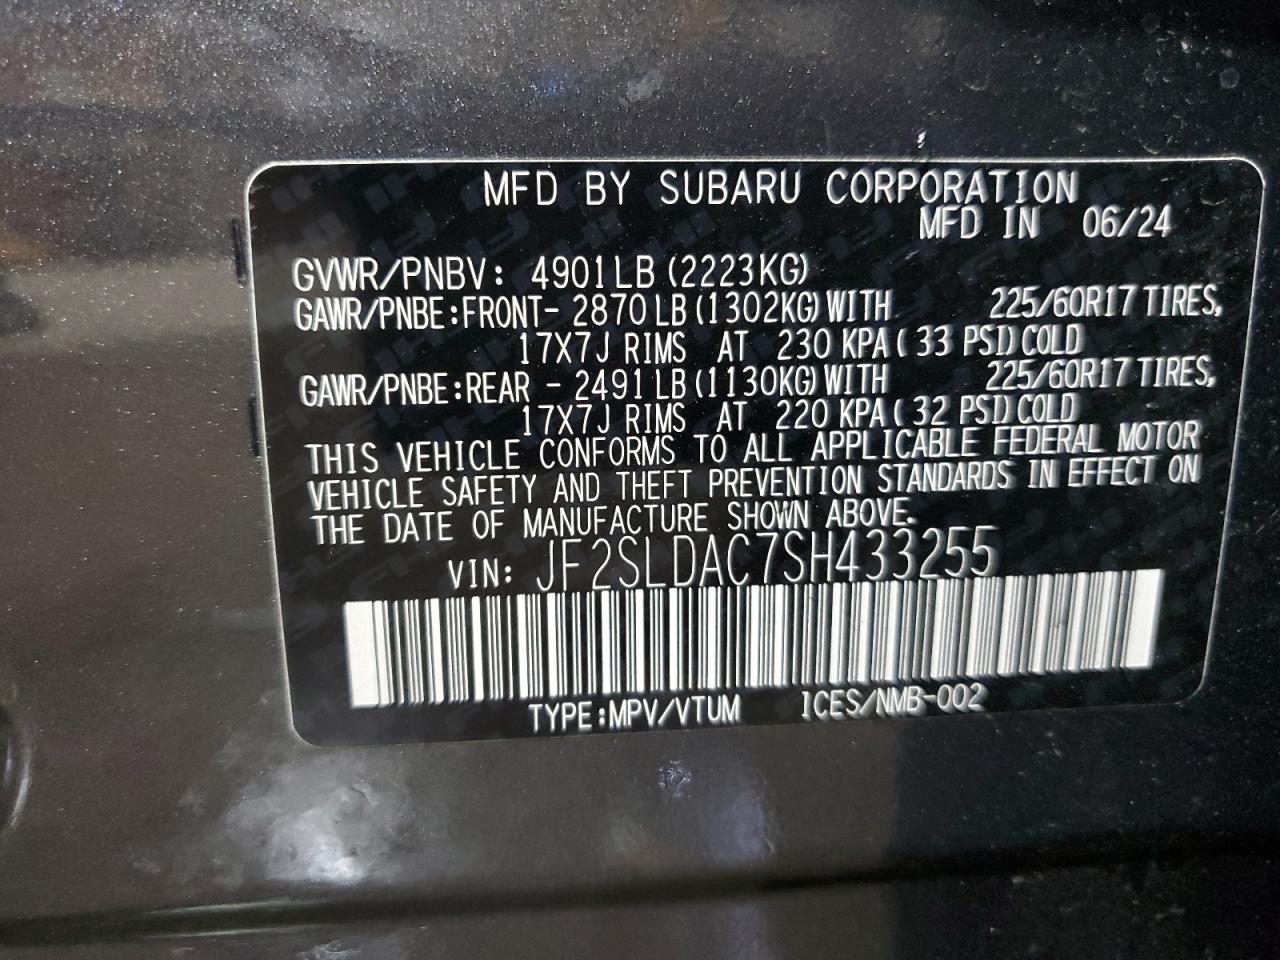 MFD BY SUBARU CORPORATION
MFD IN 06/24
GVWR/PNBV: 4901LB (2223KG)
GAWR/PNBE:FRONT- 2870 LB (1302KG) WITH 225/60R17 TIRES,
17X7J RIMS AT 230 KPA ( 33 PSI) COLD
GAWR/PNBE:REAR - 2491 LB (1130KG) WITH 225/60R17 TIRES,
17X7J RIMS AT 220 KPA ( 32 PSI) COLD
THIS VEHICLE CONFORMS TO ALL APPLICABLE FEDERAL MOTOR
VEHICLE SAFETY AND THEFT PREVENTION STANDARDS IN EFFECT ON
THE DATE OF MANUFACTURE SHOWN ABOVE.
VIN: JF2SLDAC7SH433255
TYPE:MPV/VTUM ICES/NMB-002